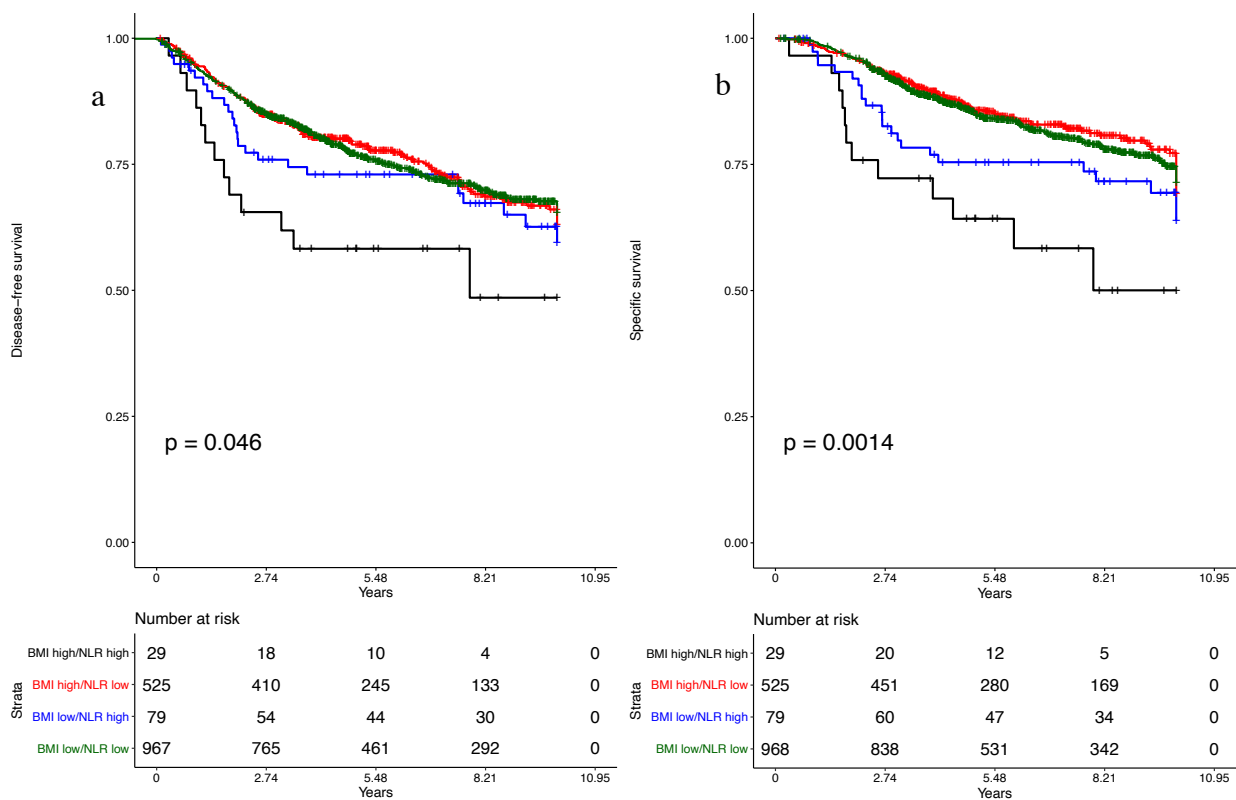 a
Disease−free survival
1.00
0.75
0.50
0.25
0.00
p = 0.046
0 2.74 5.48 8.21 10.95
Years
Number at risk
Strata
BMI high/NLR high 29 18 10 4 0
BMI high/NLR low 525 410 245 133 0
BMI low/NLR high 79 54 44 30 0
BMI low/NLR low 967 765 461 292 0
0 2.74 5.48 8.21 10.95
Years
b
Specific survival
1.00
0.75
0.50
0.25
0.00
p = 0.0014
0 2.74 5.48 8.21 10.95
Years
Number at risk
Strata
BMI high/NLR high 29 20 12 5 0
BMI high/NLR low 525 451 280 169 0
BMI low/NLR high 79 60 47 34 0
BMI low/NLR low 968 838 531 342 0
0 2.74 5.48 8.21 10.95
Years